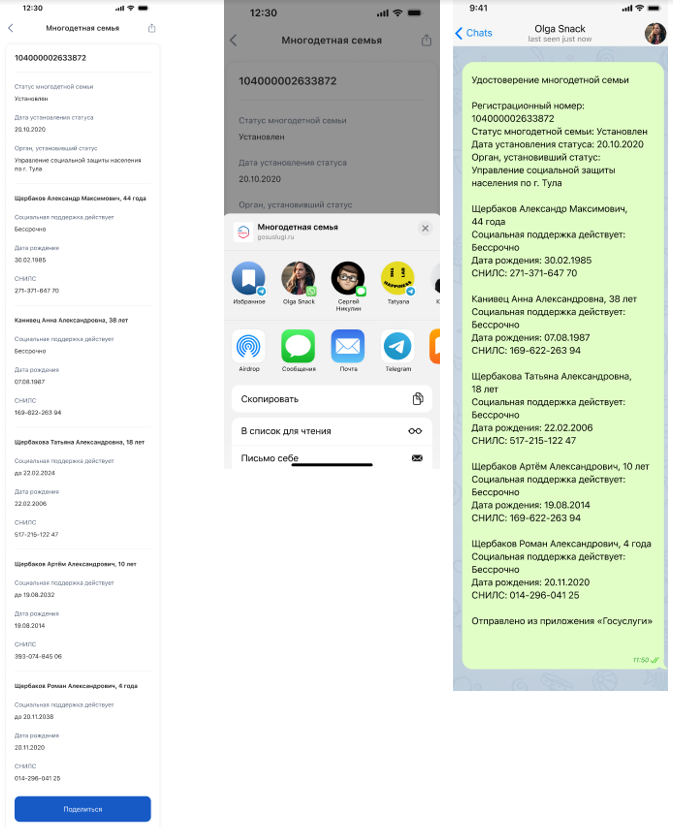 12:30
Многодетная семья
104000002633872
Статус многодетной семьи
Установлен
Дата установления статуса
20.10.2020
Орган, установивший статус
Управление социальной защиты населения
по г. Тула
Щербаков Александр Максимович, 44 года
Социальная поддержка действует
Бессрочно
Дата рождения
30.02.1985
СНИЛС
271-371-647 70
Канивец Анна Александровна, 38 лет
Социальная поддержка действует
Бессрочно
Дата рождения
07.08.1987
СНИЛС
169-622-263 94
Щербакова Татьяна Александровна, 18 лет
Социальная поддержка действует
до 22.02.2024
Дата рождения
22.02.2006
СНИЛС
517-215-122 47
Щербаков Артём Александрович, 10 лет
Социальная поддержка действует
до 19.08.2032
Дата рождения
19.08.2014
СНИЛС
393-074-845 06
Щербаков Роман Александрович, 4 года
Социальная поддержка действует
до 20.11.2038
Дата рождения
20.11.2020
СНИЛС
014-296-041 25
Поделиться
12:30
Многодетная семья
104000002633872
Статус многодетной семьи
Установлен
Дата установления статуса
20.10.2020
Орган, установивший статус
Многодетная семья
gosuslugi.ru
Избранное
Olga Snack
Сергей
Никулин
Tatyana
Airdrop
Сообщения
Почта
Telegram
Скопировать
В список для чтения
Письмо себе
9:41
Chats
Olga Snack
last seen just now
Удостоверение многодетной семьи
Регистрационный номер:
104000002633872
Статус многодетной семьи: Установлен
Дата установления статуса: 20.10.2020
Орган, установивший статус:
Управление социальной защиты
населения по г. Тула
Щербаков Александр Максимович,
44 года
Социальная поддержка действует:
Бессрочно
Дата рождения: 30.02.1985
СНИЛС: 271-371-647 70
Канивец Анна Александровна, 38 лет
Социальная поддержка действует:
Бессрочно
Дата рождения: 07.08.1987
СНИЛС: 169-622-263 94
Щербакова Татьяна Александровна,
18 лет
Социальная поддержка действует:
Бессрочно
Дата рождения: 22.02.2006
СНИЛС: 517-215-122 47
Щербаков Артём Александрович, 10 лет
Социальная поддержка действует:
Бессрочно
Дата рождения: 19.08.2014
СНИЛС: 169-622-263 94
Щербаков Роман Александрович, 4 года
Социальная поддержка действует:
Бессрочно
Дата рождения: 20.11.2020
СНИЛС: 014-296-041 25
Отправлено из приложения «Госуслуги»
11:50